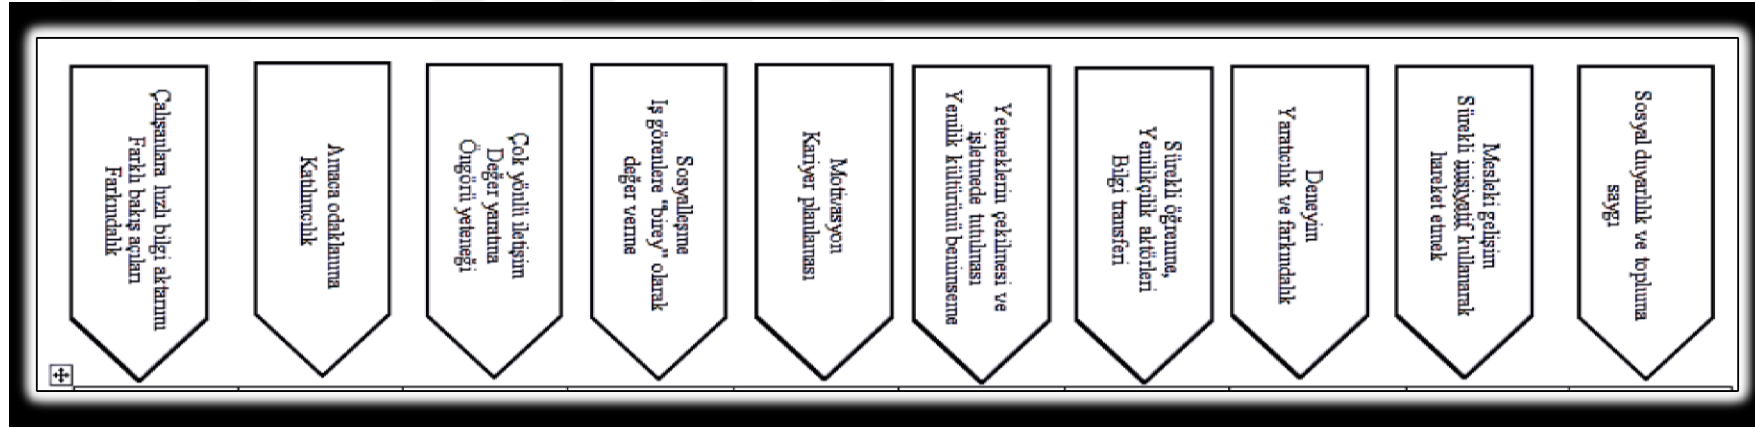 Çalışanlara hızlı bilgi aktarımı
Farklı bakış açıları
Farkındalık
Amaca odaklanma
Katılımcılık
Çok yönlü iletişim
Değer yaratma
Öngörü yeteneği
Sosyalleşme
İş görenlere "birey" olarak
değer verme
Motivasyon
Kariyer planlaması
Yeteneklerin çekilmesi ve
işletmede tutulması
Yenilik kültürünü benimseme
Sürekli öğrenme,
Yenilikçilik aktörleri
Bilgi transferi
Deneyim
Yaratcılık ve farkındalık
Mesleki gelişim
Sürekli inisiyatif kullanarak
hareket etmek
Sosyal duyarlılık ve topluma
saygı